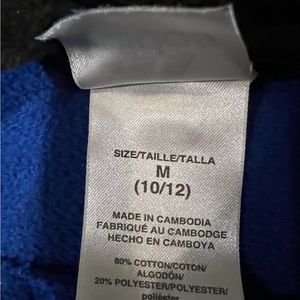 SIZE/TAILLE/TALLA
M
(10/12)
MADE IN CAMBODIA
FABRIQUÉ AU CAMBODGE
HECHO EN CAMBOYA
80% COTTON/COTON/
ALGODÓN/
20% POLYESTER/POLYESTER/
poliéster